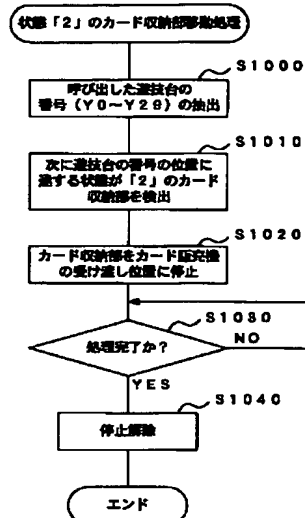 状態「2」のカード収納部移動処理
S1000
呼び出した遊技台の
番号(Y0〜Y29)の抽出
S1010
次に遊技台の番号の位置に
達する状態が「2」のカード
収納部を検出
S1020
カード収納部をカード販売機
の受け渡し位置に停止
S1030
処理完了か?
NO
YES
S1040
停止解除
エンド